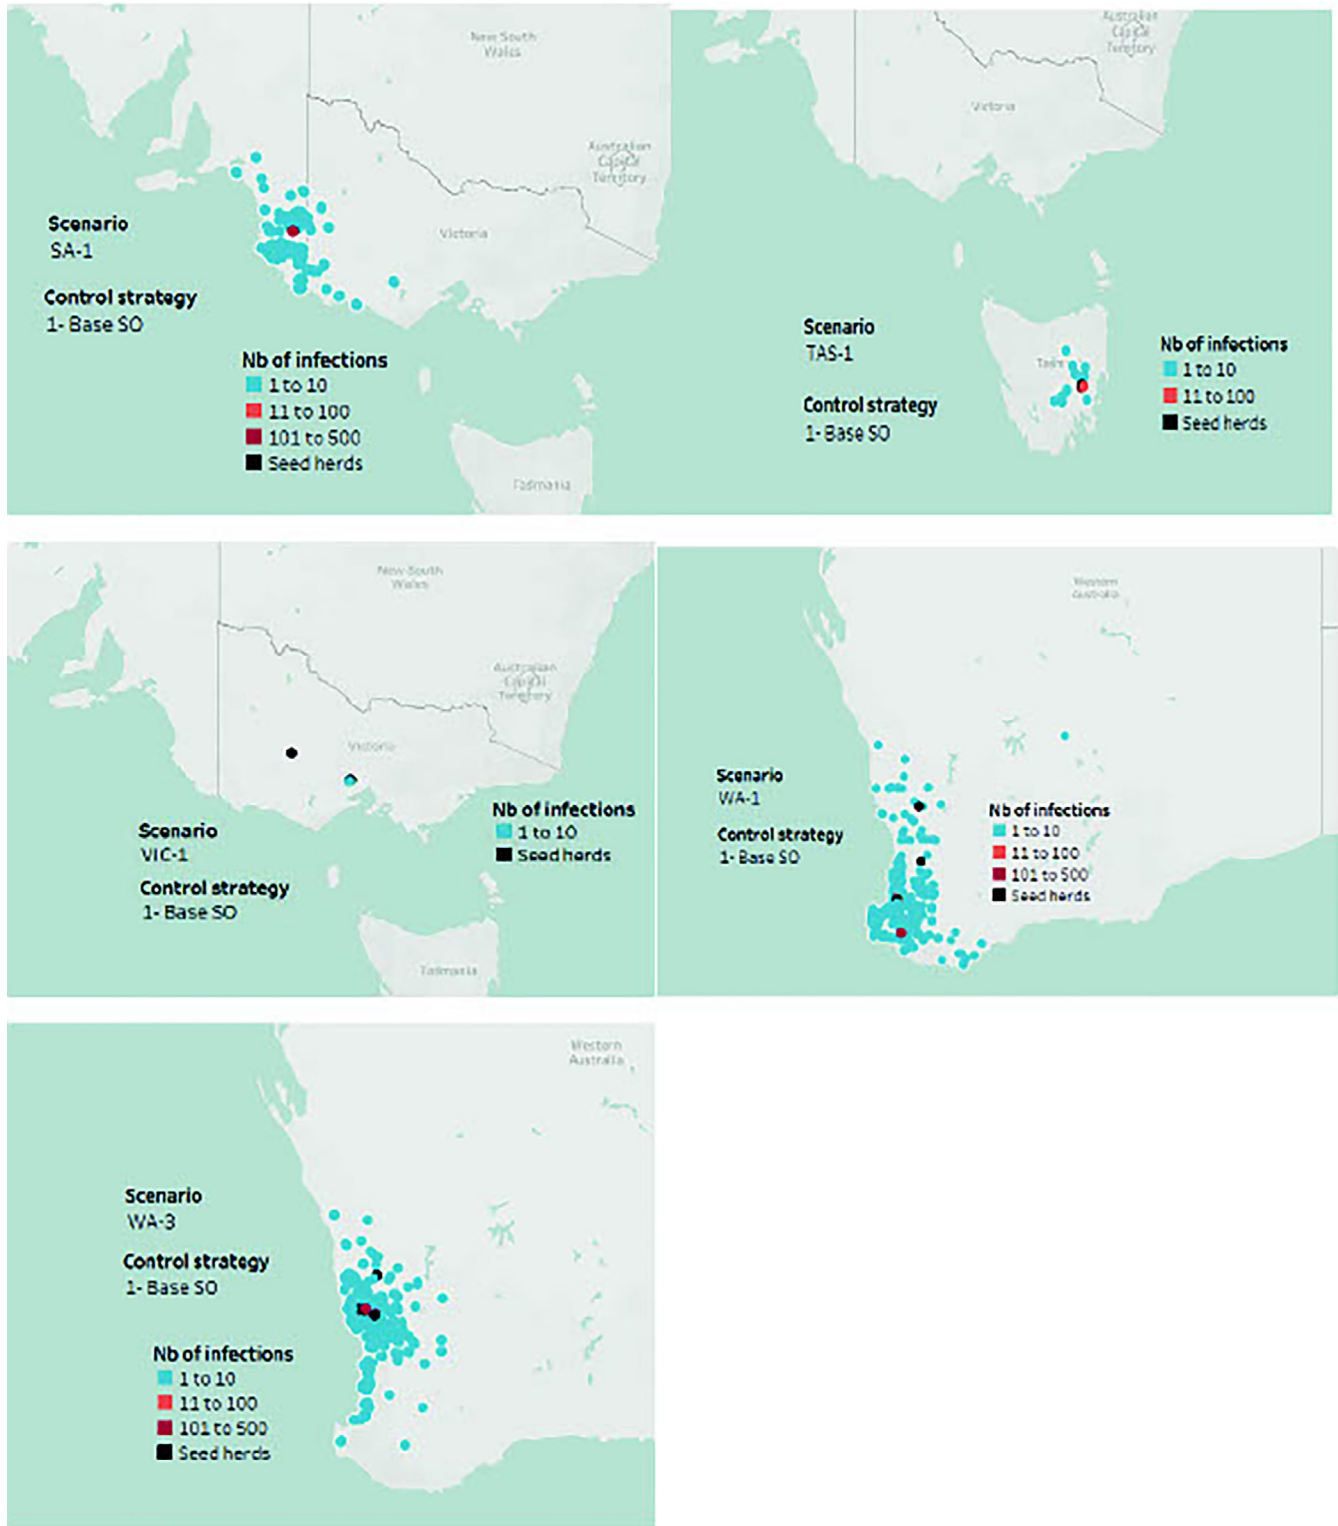 New South
Wales
Australian
Capital
Territory
Victoria
Scenario
SA-1
Control strategy
1- Base SO
Nb of infections
1 to 10
11 to 100
101 to 500
Seed herds
Tasmania
Australian
Capital
Territory
Victoria
Scenario
TAS-1
Control strategy
1- Base SO
Nb of infections
1 to 10
11 to 100
Seed herds
New South
Wales
Australian
Capital
Territory
Victoria
Scenario
VIC-1
Control strategy
1- Base SO
Nb of infections
1 to 10
Seed herds
Tasmania
Western
Australia
Scenario
WA-1
Control strategy
1- Base SO
Nb of infections
1 to 10
11 to 100
101 to 500
Seed herds
Western
Australia
Scenario
WA-3
Control strategy
1- Base SO
Nb of infections
1 to 10
11 to 100
101 to 500
Seed herds